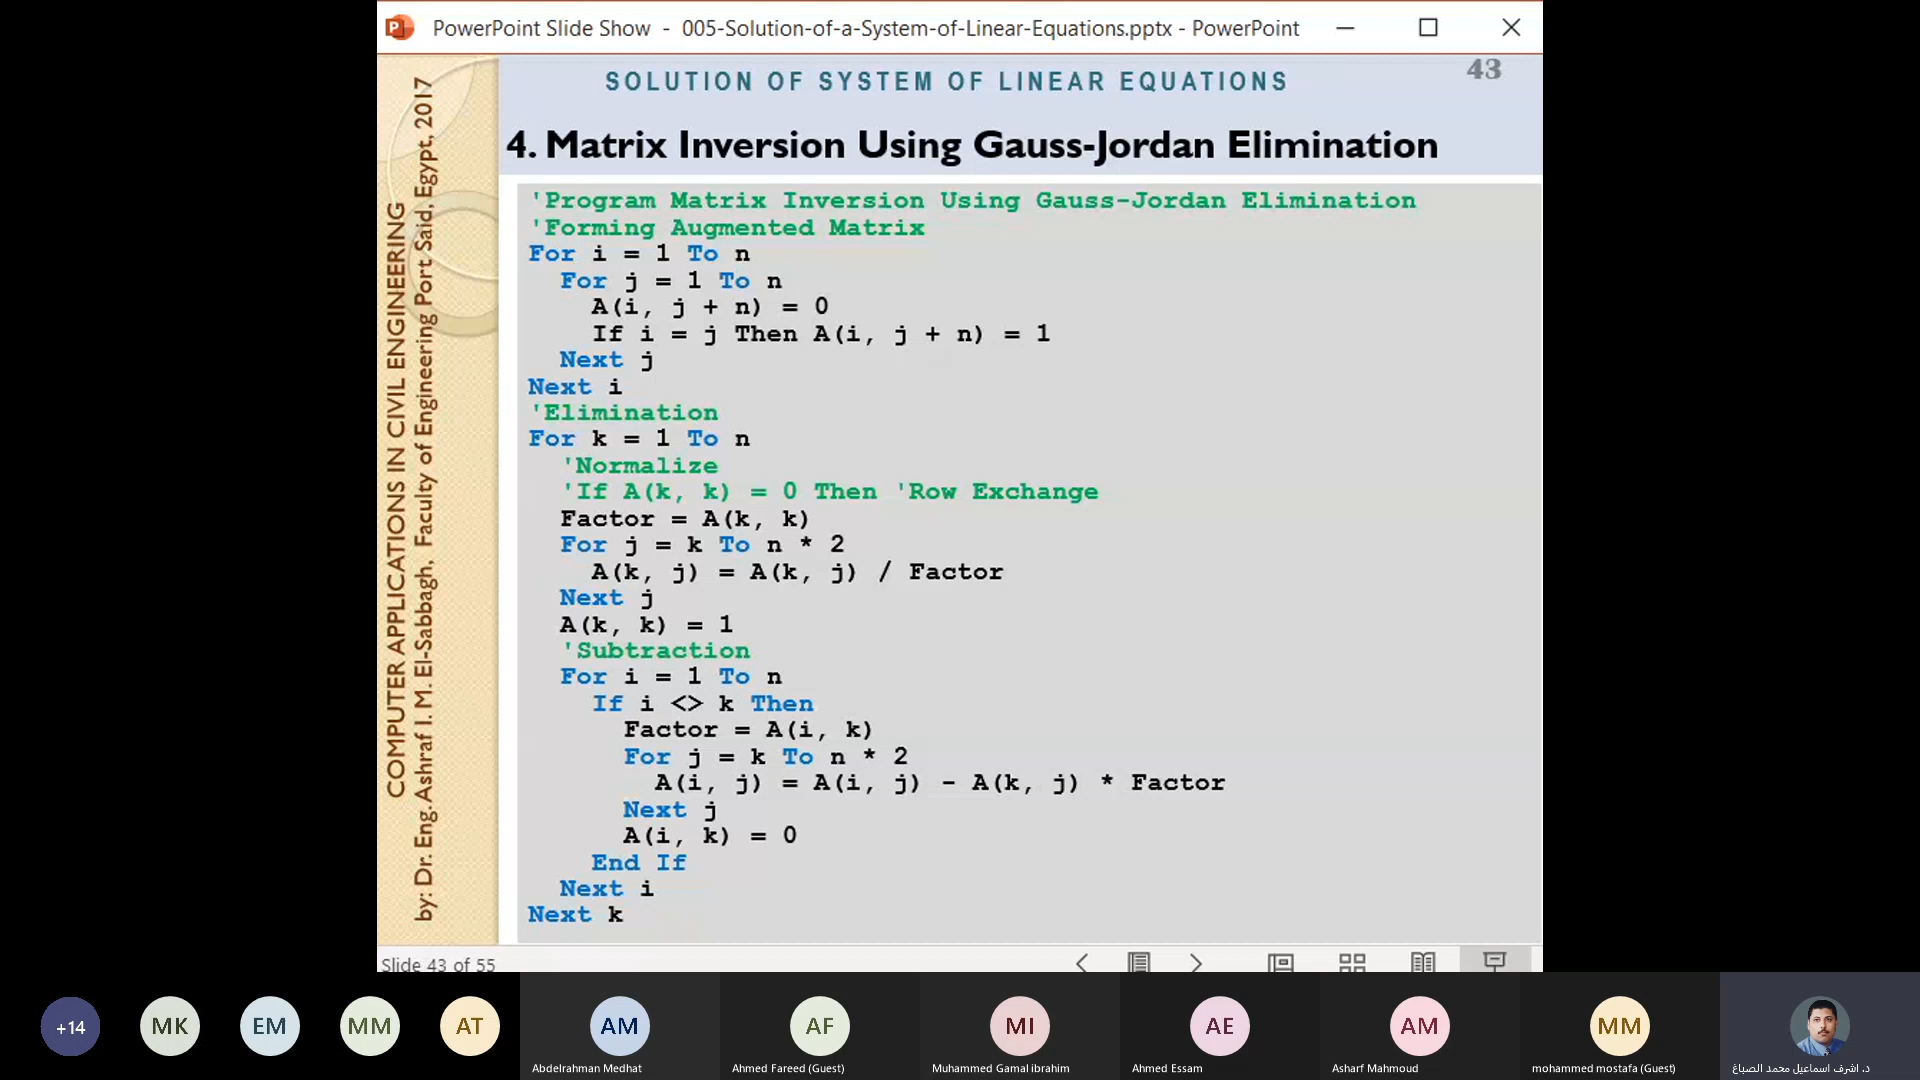 PowerPoint Slide Show - 005-Solution-of-a-System-of-Linear-Equations.pptx - PowerPoint
COMPUTER APPLICATIONS IN CIVIL ENGINEERING
by: Dr. Eng. Ashraf I. M. El-Sabbagh, Faculty of Engineering Port Said, Egypt, 2017
SOLUTION OF SYSTEM OF LINEAR EQUATIONS
43
4. Matrix Inversion Using Gauss-Jordan Elimination
'Program Matrix Inversion Using Gauss-Jordan Elimination
'Forming Augmented Matrix
For i = 1 To n
For j = 1 To n
A(i, j + n) = 0
If i = j Then A(i, j + n) = 1
Next j
Next i
'Elimination
For k = 1 To n
'Normalize
'If A(k, k) = 0 Then 'Row Exchange
Factor = A(k, k)
For j = k To n * 2
A(k, j) = A(k, j) / Factor
Next j
A(k, k) = 1
'Subtraction
For i = 1 To n
If i <> k Then
Factor = A(i, k)
For j = k To n * 2
A(i, j) = A(i, j) - A(k, j) * Factor
Next j
A(i, k) = 0
End If
Next i
Next k
Slide 43 of 55
+14
MK
EM
MM
AT
AM
AF
MI
AE
AM
MM
Abdelrahman Medhat
Ahmed Fareed (Guest)
Muhammed Gamal ibrahim
Ahmed Essam
Asharf Mahmoud
mohammed mostafa (Guest)
د. اشرف اسماعيل محمد الصباغ